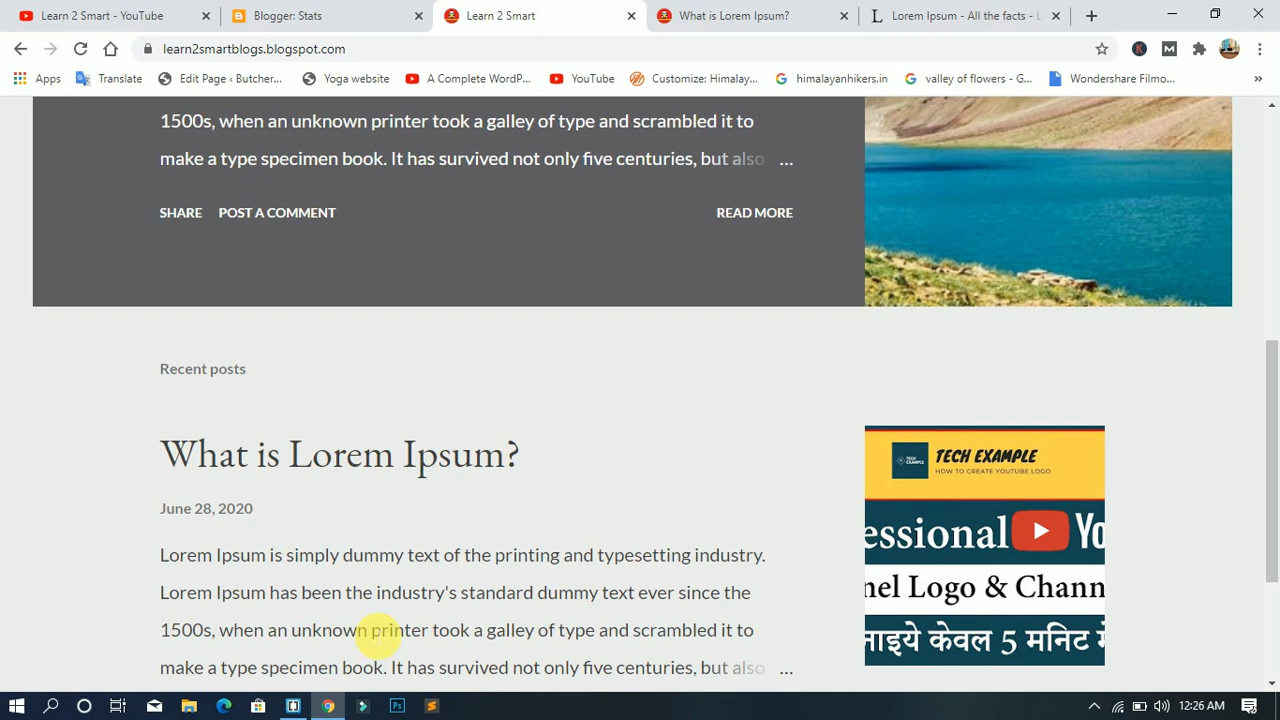 Learn 2 Smart - YouTube
Blogger: Stats
Learn 2 Smart
What is Lorem Ipsum?
Lorem Ipsum - All the facts - L
learn2smartblogs.blogspot.com
Apps
Translate
Edit Page ‹ Butcher...
Yoga website
A Complete WordP...
YouTube
Customize: Himalay...
himalayanhikers.in
valley of flowers - G...
Wondershare Filmo...
»
1500s, when an unknown printer took a galley of type and scrambled it to
make a type specimen book. It has survived not only five centuries, but also ...
SHARE POST A COMMENT READ MORE
Recent posts
What is Lorem Ipsum?
June 28, 2020
Lorem Ipsum is simply dummy text of the printing and typesetting industry.
Lorem Ipsum has been the industry's standard dummy text ever since the
1500s, when an unknown printer took a galley of type and scrambled it to
make a type specimen book. It has survived not only five centuries, but also ...
TECH EXAMPLE
TECH EXAMPLE
HOW TO CREATE YOUTUBE LOGO
essional Yo
nel Logo & Chann
नाइये केवल 5 मनिट मे
12:26 AM